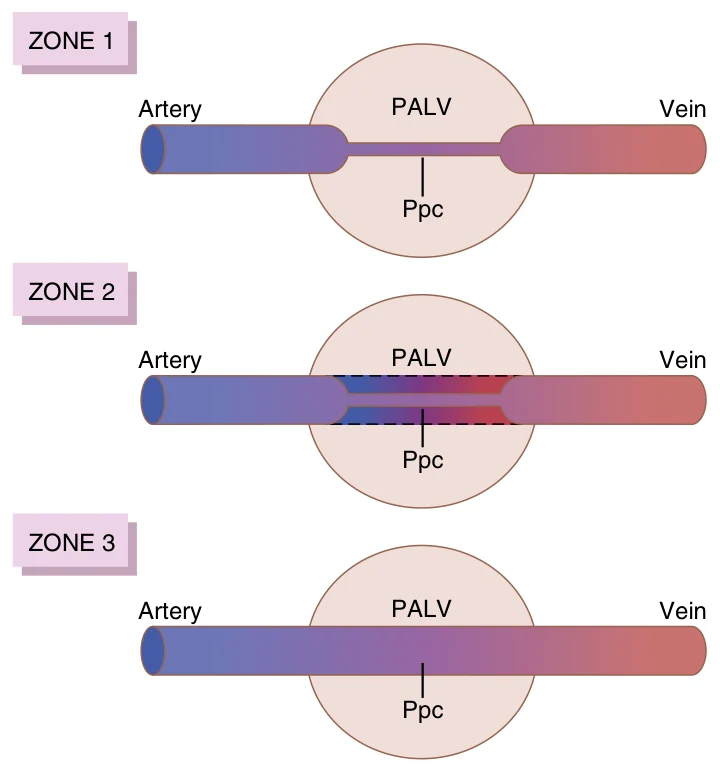 ZONE 1
Artery
PALV
Vein
Ppc
ZONE 2
Artery
PALV
Vein
Ppc
ZONE 3
Artery
PALV
Vein
Ppc